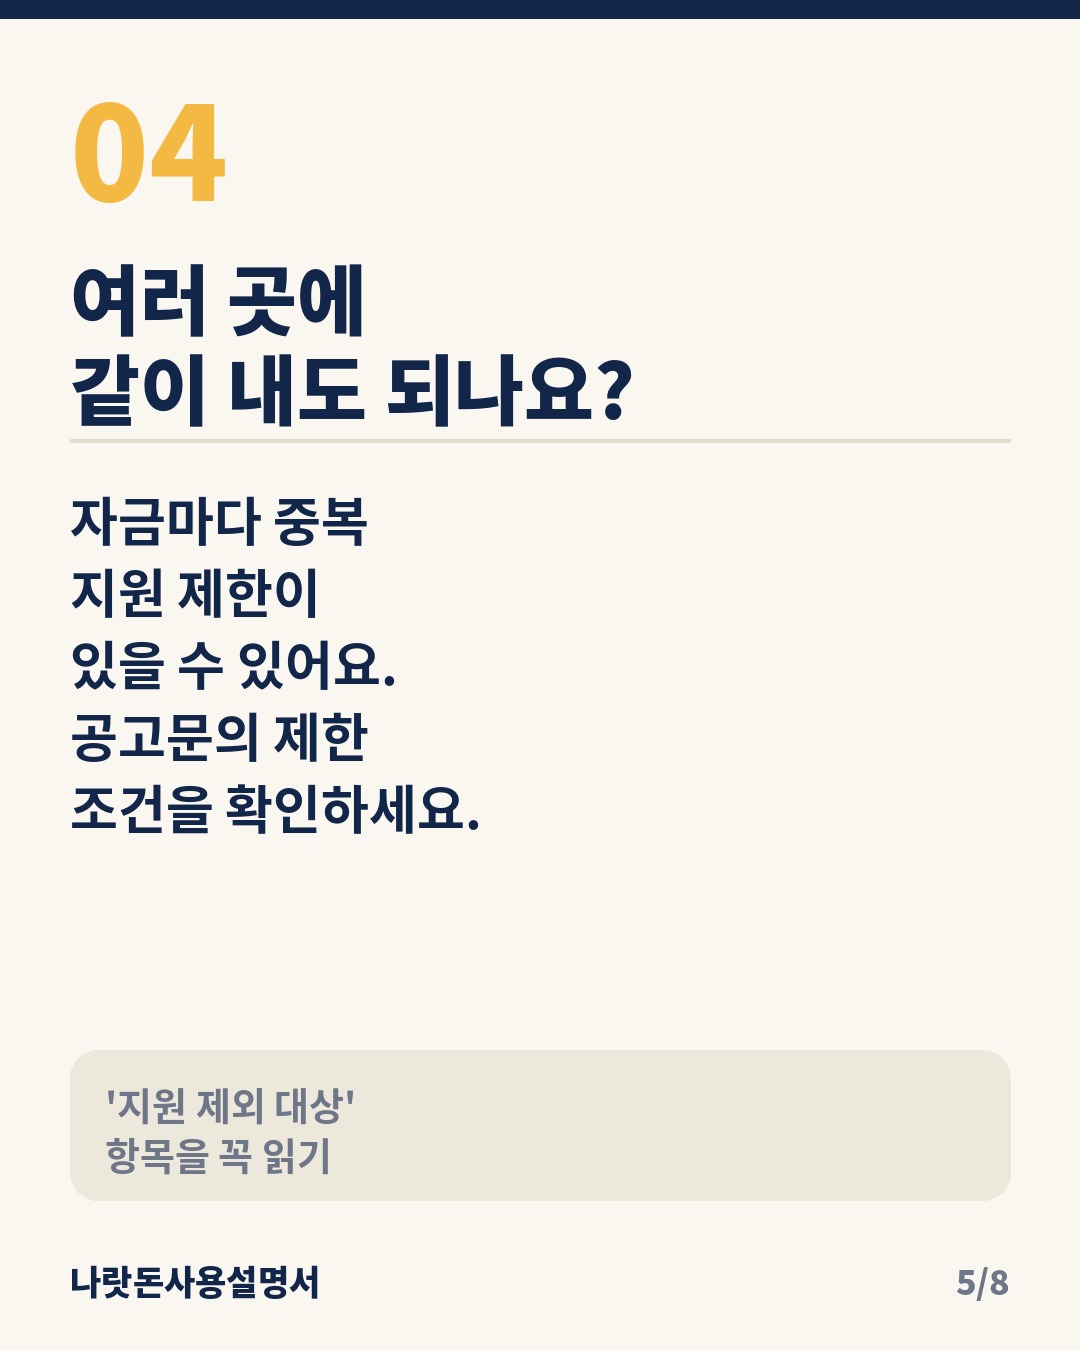 04
여러 곳에
같이 내도 되나요?
자금마다 중복
지원 제한이
있을 수 있어요.
공고문의 제한
조건을 확인하세요.
'지원 제외 대상'
항목을 꼭 읽기
나랏돈사용설명서
5/8